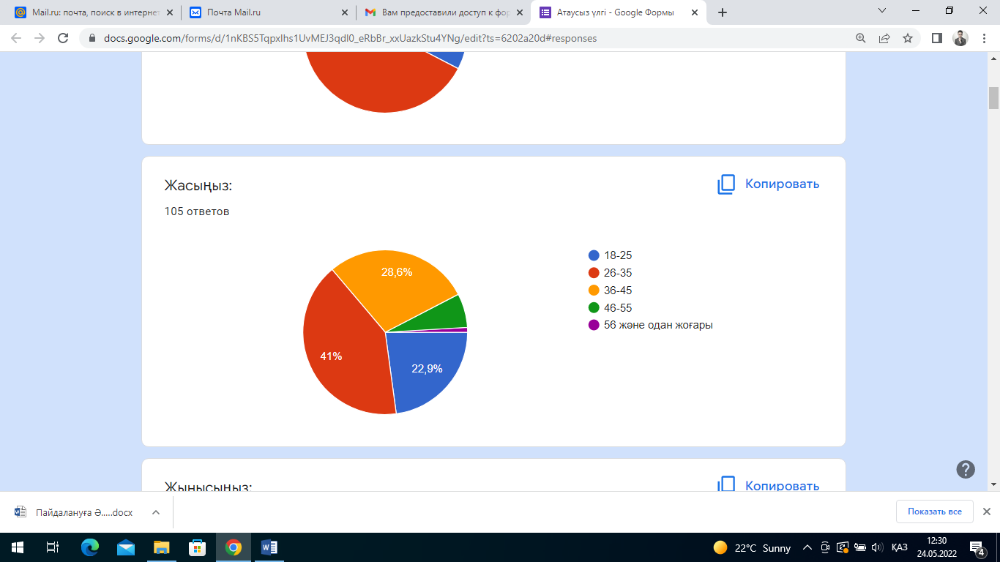 Mail.ru: почта, поиск в интернет
Почта Mail.ru
Вам предоставили доступ к фор
Атаусыз үлгі - Google Формы
docs.google.com/forms/d/1nKBS5TqpxIhs1UvMEJ3qdI0_eRbBr_xxUazkStu4YNg/edit?ts=6202a20d#responses
Жасыңыз:
Копировать
105 ответов
28,6%
41%
22,9%
18-25
26-35
36-45
46-55
56 және одан жоғары
Жынысыңыз:
Копировать
Пайдалануға Ә.....docx
Показать все
22°C Sunny
ҚАЗ
12:30
24.05.2022
4